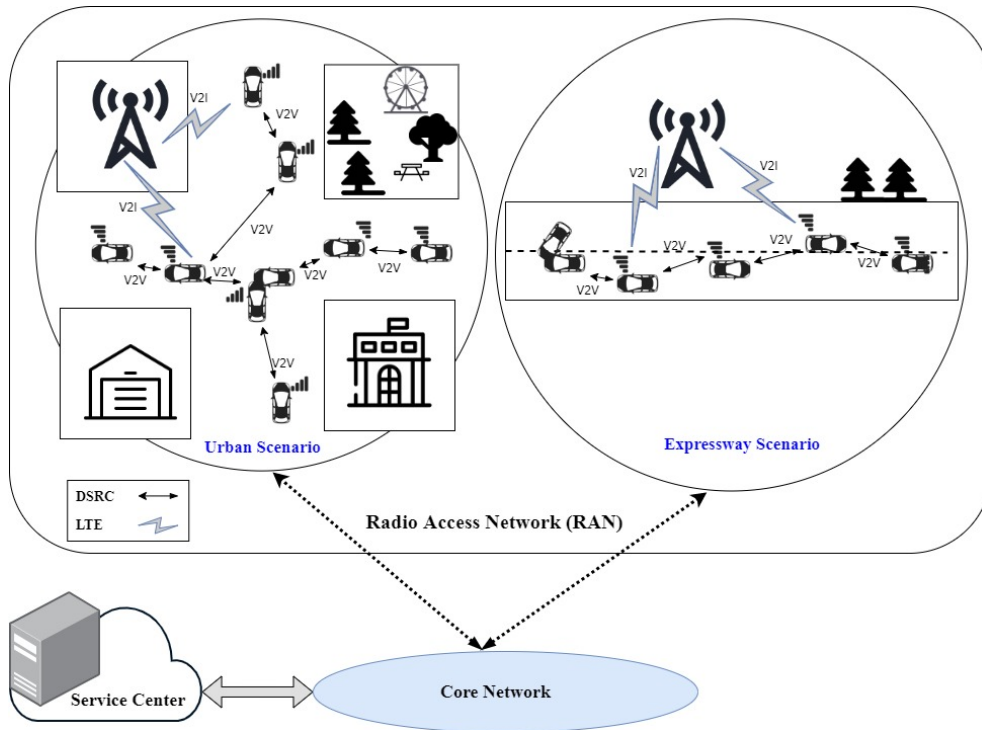 V2I
V2V
V2I
V2V
V2V
V2V
V2V
V2V
V2V
Urban Scenario
V2I
V2I
V2V
V2V
V2V
V2V
Expressway Scenario
DSRC
LTE
Radio Access Network (RAN)
Service Center
Core Network